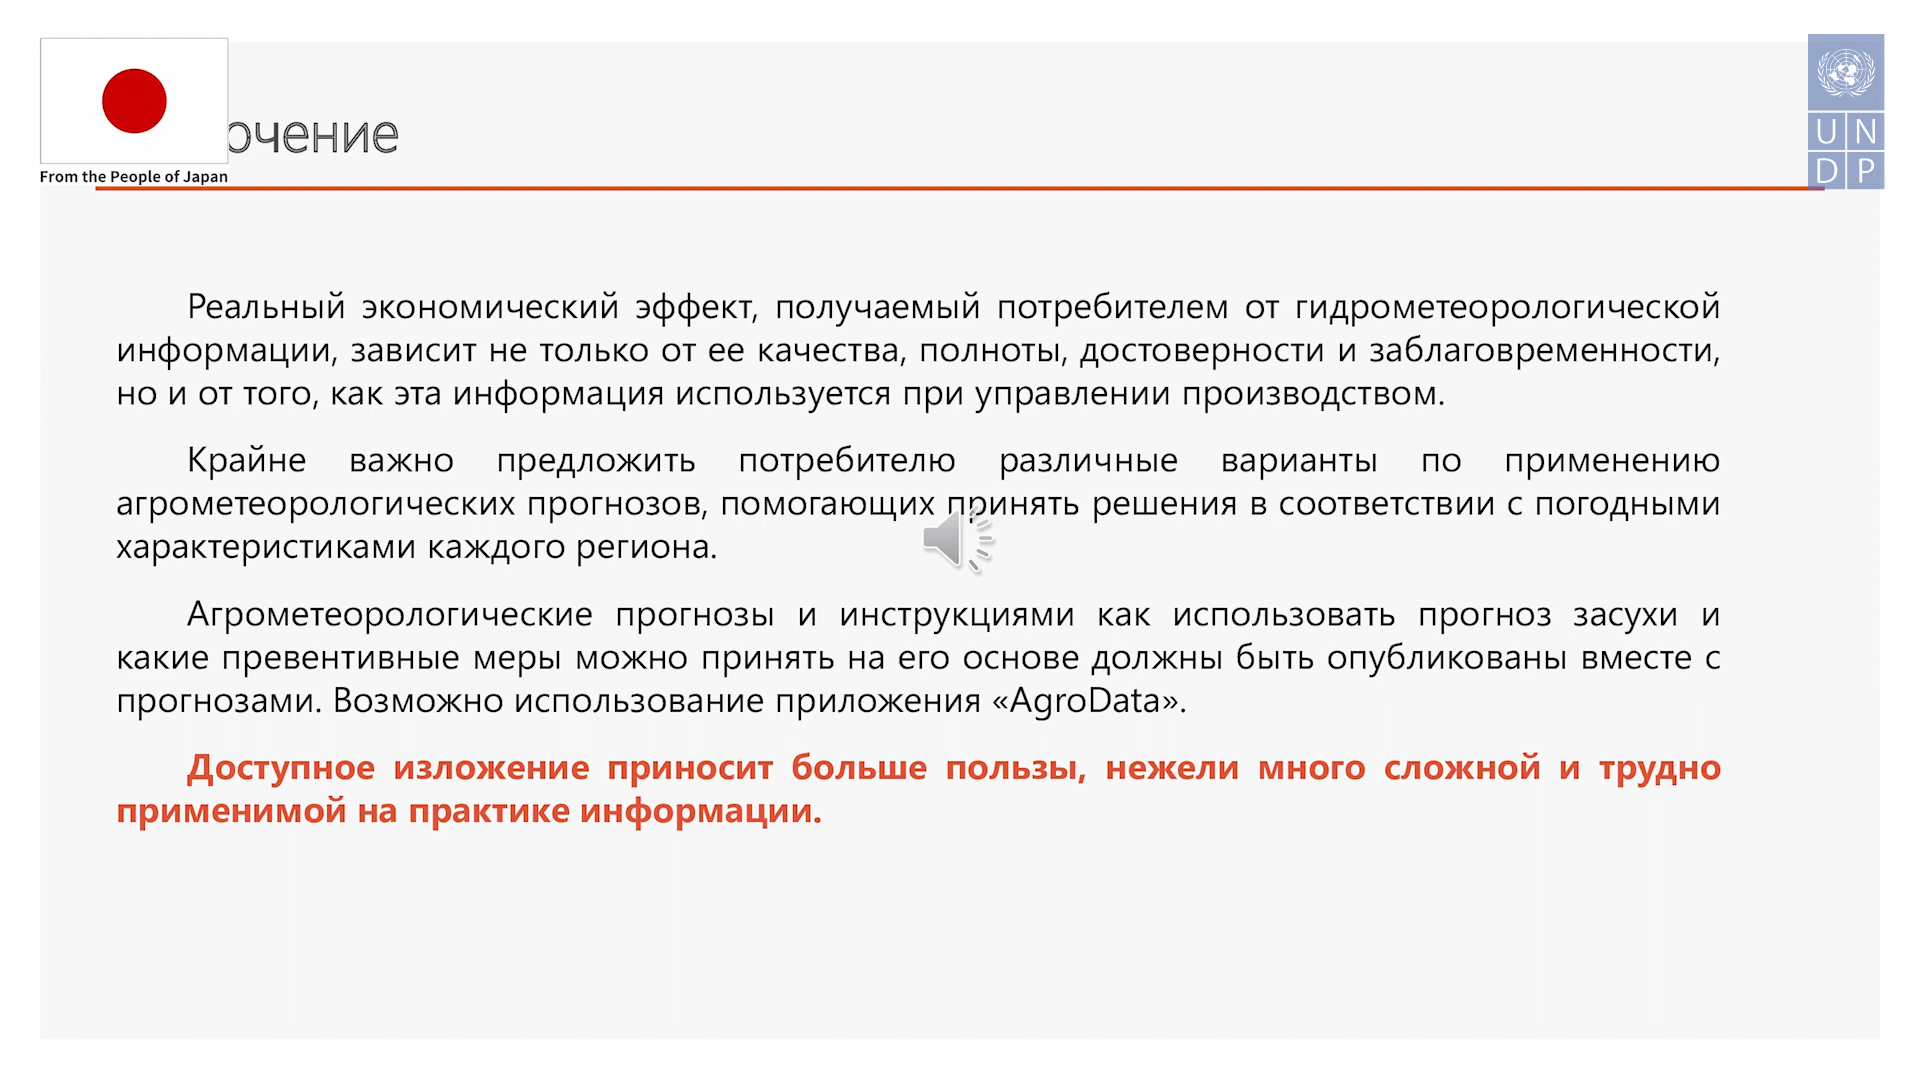 From the People of Japan
UN
DP
Реальный экономический эффект, получаемый потребителем от гидрометеорологической
информации, зависит не только от ее качества, полноты, достоверности и заблаговременности,
но и от того, как эта информация используется при управлении производством.
Крайне важно предложить потребителю различные варианты по применению
агрометеорологических прогнозов, помогающих принять решения в соответствии с погодными
характеристиками каждого региона.
Агрометеорологические прогнозы и инструкциями как использовать прогноз засухи и
какие превентивные меры можно принять на его основе должны быть опубликованы вместе с
прогнозами. Возможно использование приложения «AgroData».
Доступное изложение приносит больше пользы, нежели много сложной и трудно
применимой на практике информации.